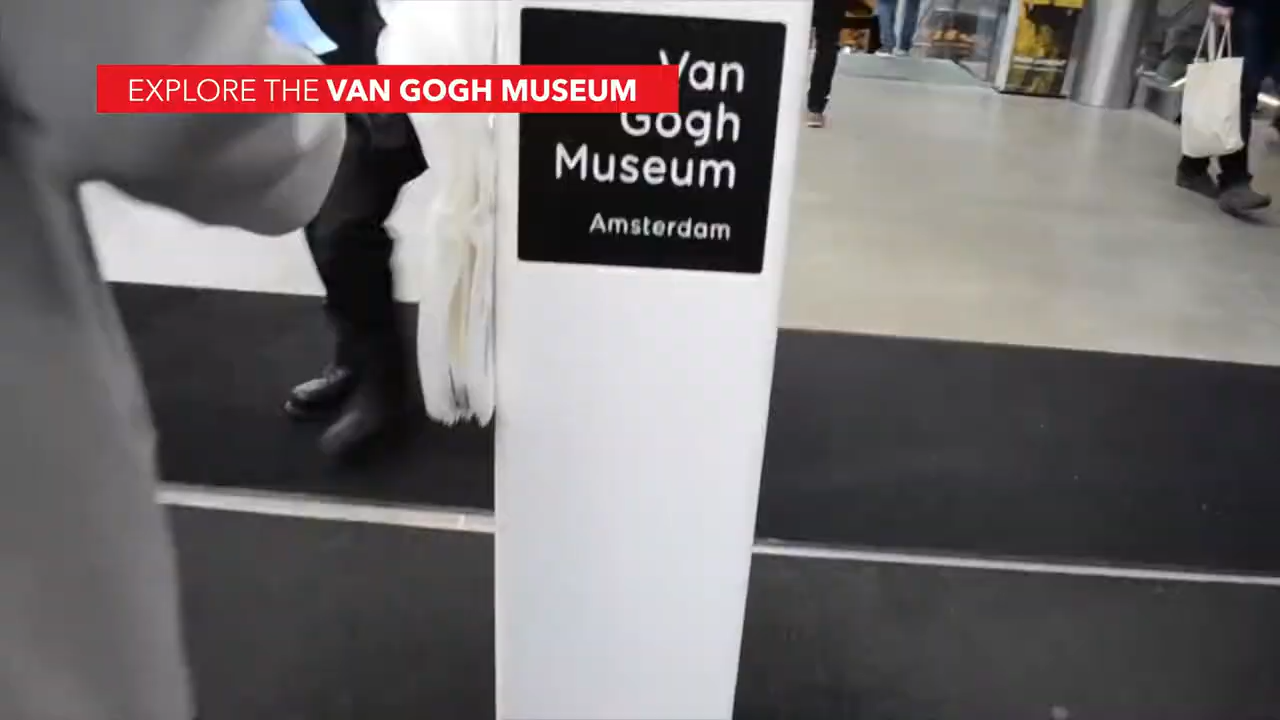 EXPLORE THE VAN GOGH MUSEUM
Van
Gogh
Museum
Amsterdam